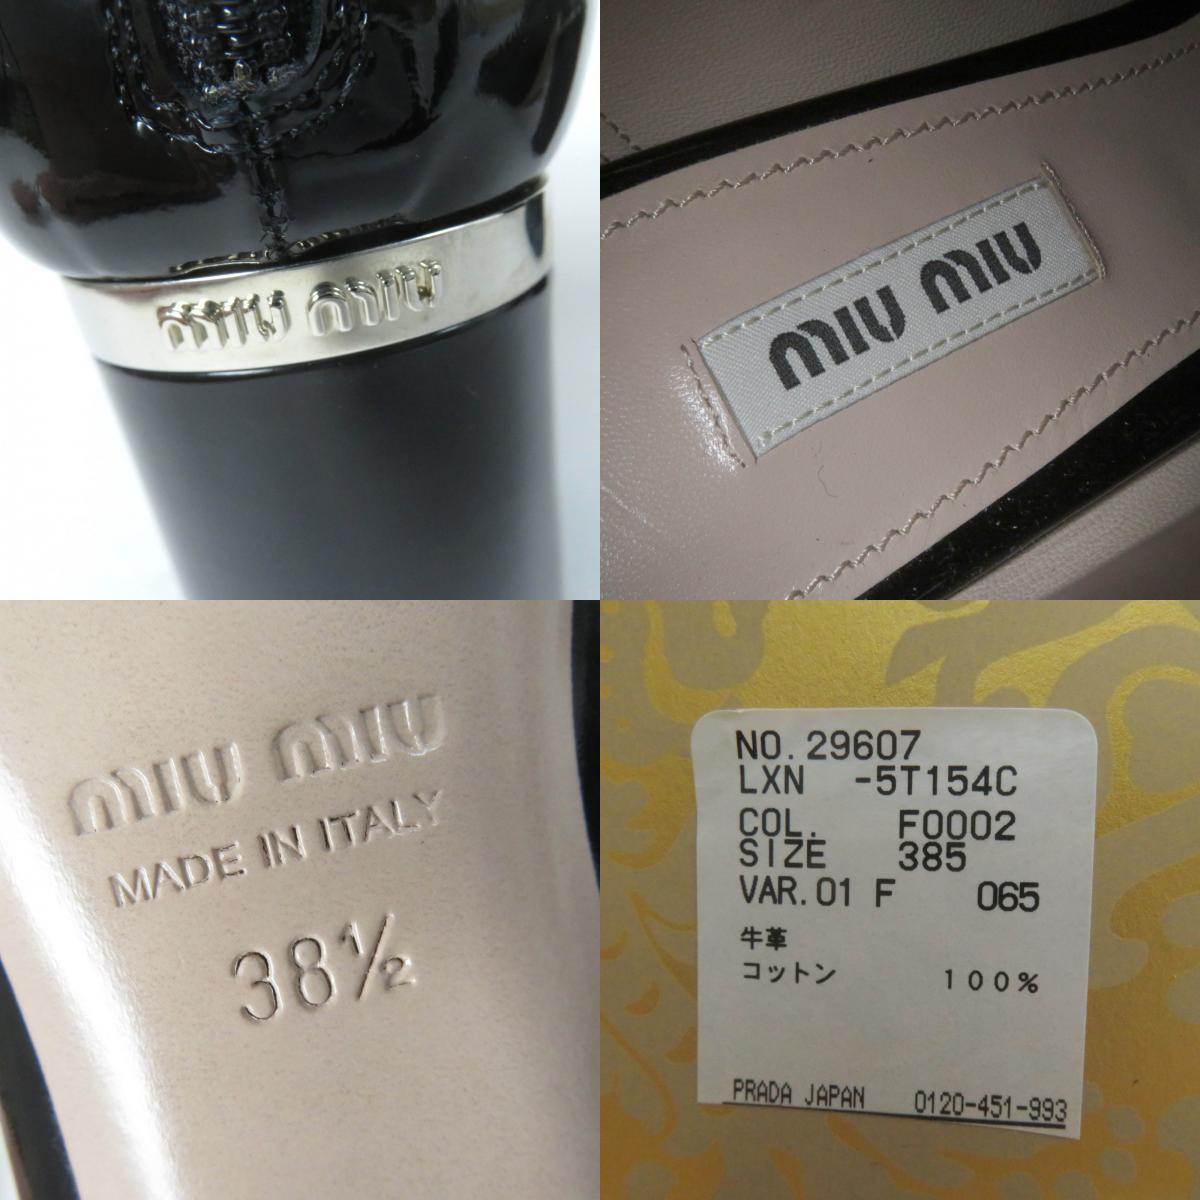 miu miu
miu miu
miu miu
MADE IN ITALY
38½
NO.29607
LXN -5T154C
COL. F0002
SIZE 385
VAR.01 F 065
牛革
コットン 100%
PRADA JAPAN 0120-451-993